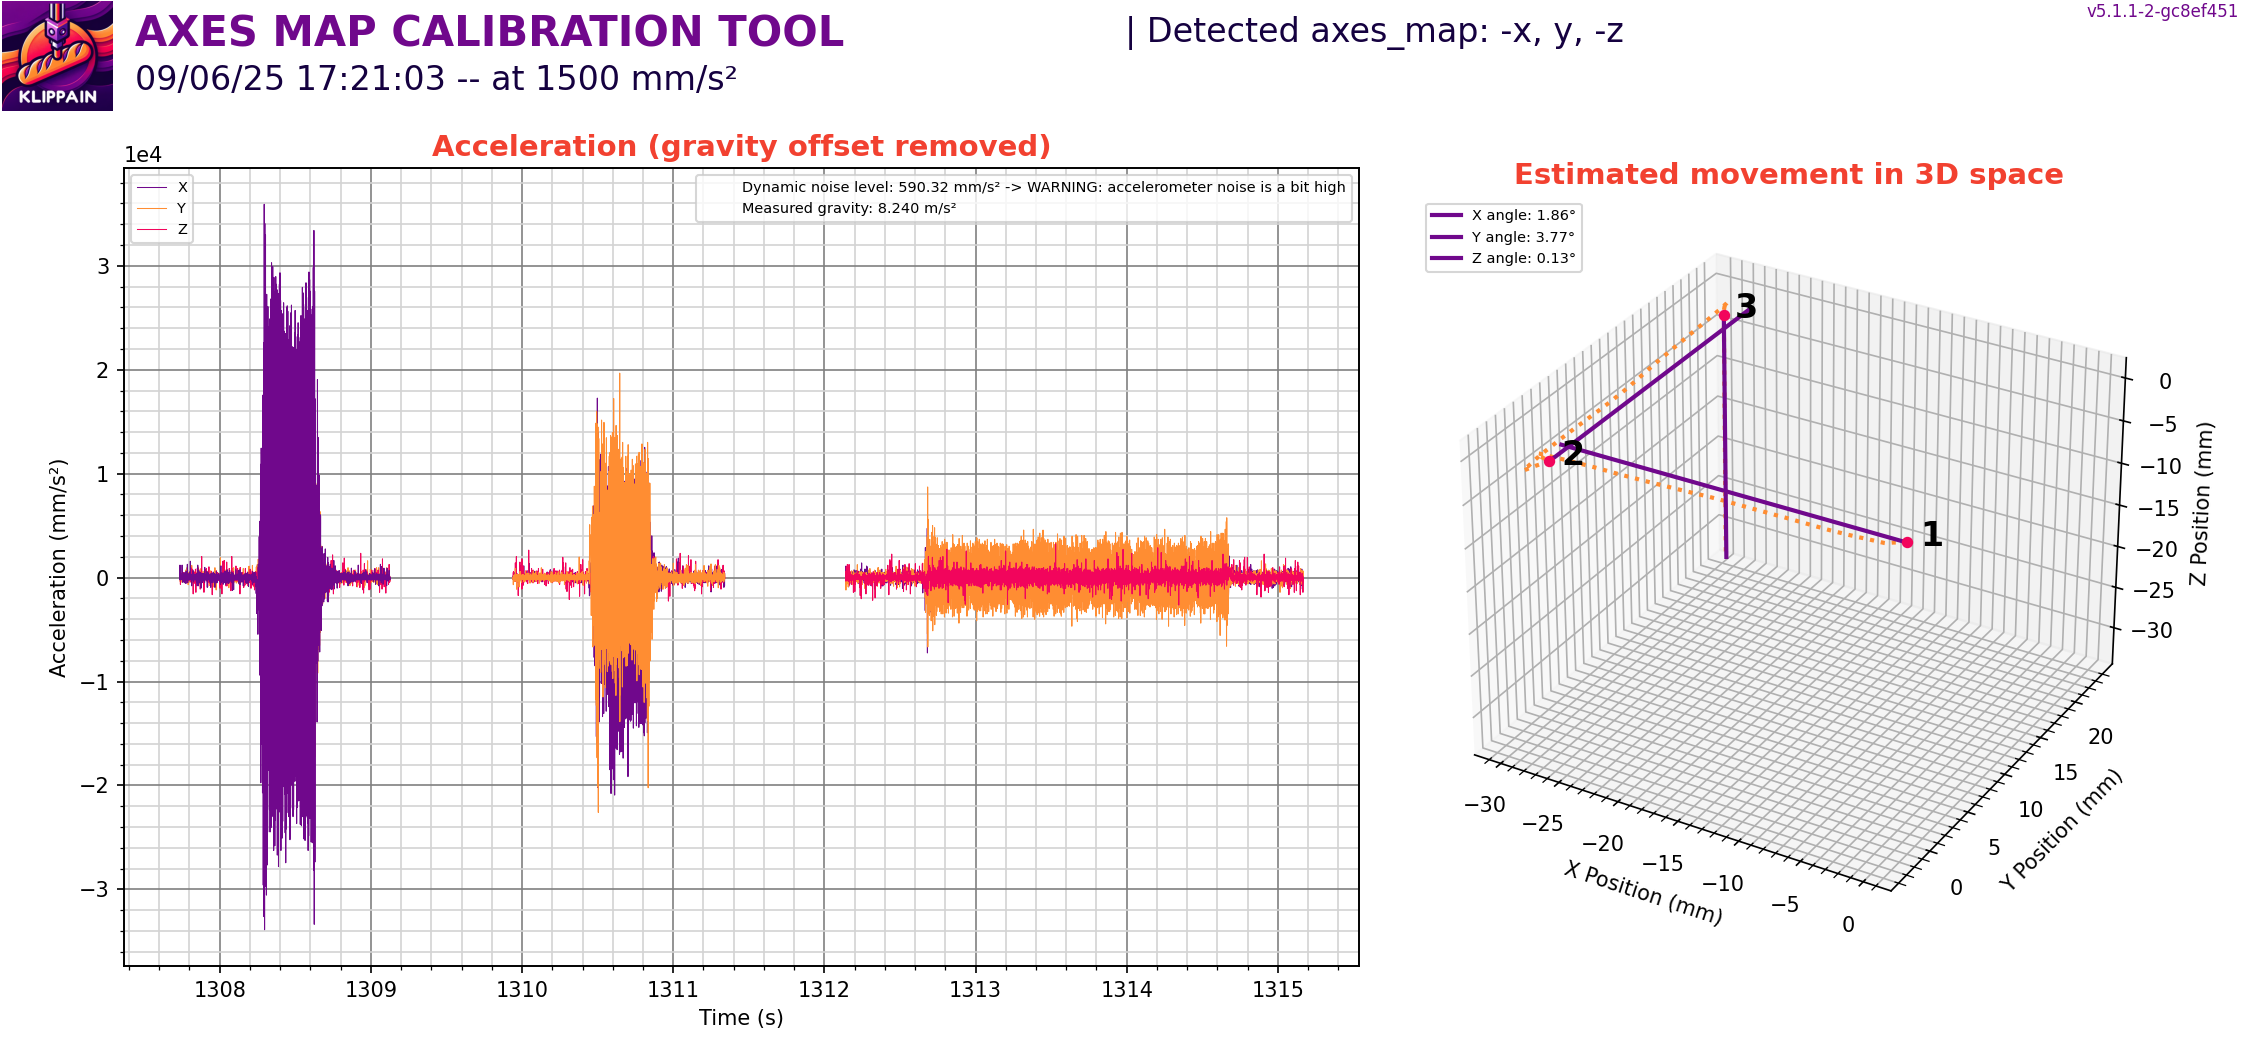 KLIPPAIN
AXES MAP CALIBRATION TOOL
| Detected axes_map: -x, y, -z
v5.1.1-2-gc8ef451
09/06/25 17:21:03 -- at 1500 mm/s²
Acceleration (gravity offset removed)
1e4
X
Y
Z
Dynamic noise level: 590.32 mm/s² -> WARNING: accelerometer noise is a bit high
Measured gravity: 8.240 m/s²
Acceleration (mm/s²)
3
2
1
0
−1
−2
−3
1308
1309
1310
1311
1312
1313
1314
1315
Time (s)
Estimated movement in 3D space
X angle: 1.86°
Y angle: 3.77°
Z angle: 0.13°
3
2
1
0
−5
−10
−15
−20
−25
−30
Z Position (mm)
−30
−25
−20
−15
−10
−5
0
X Position (mm)
0
5
10
15
20
Y Position (mm)